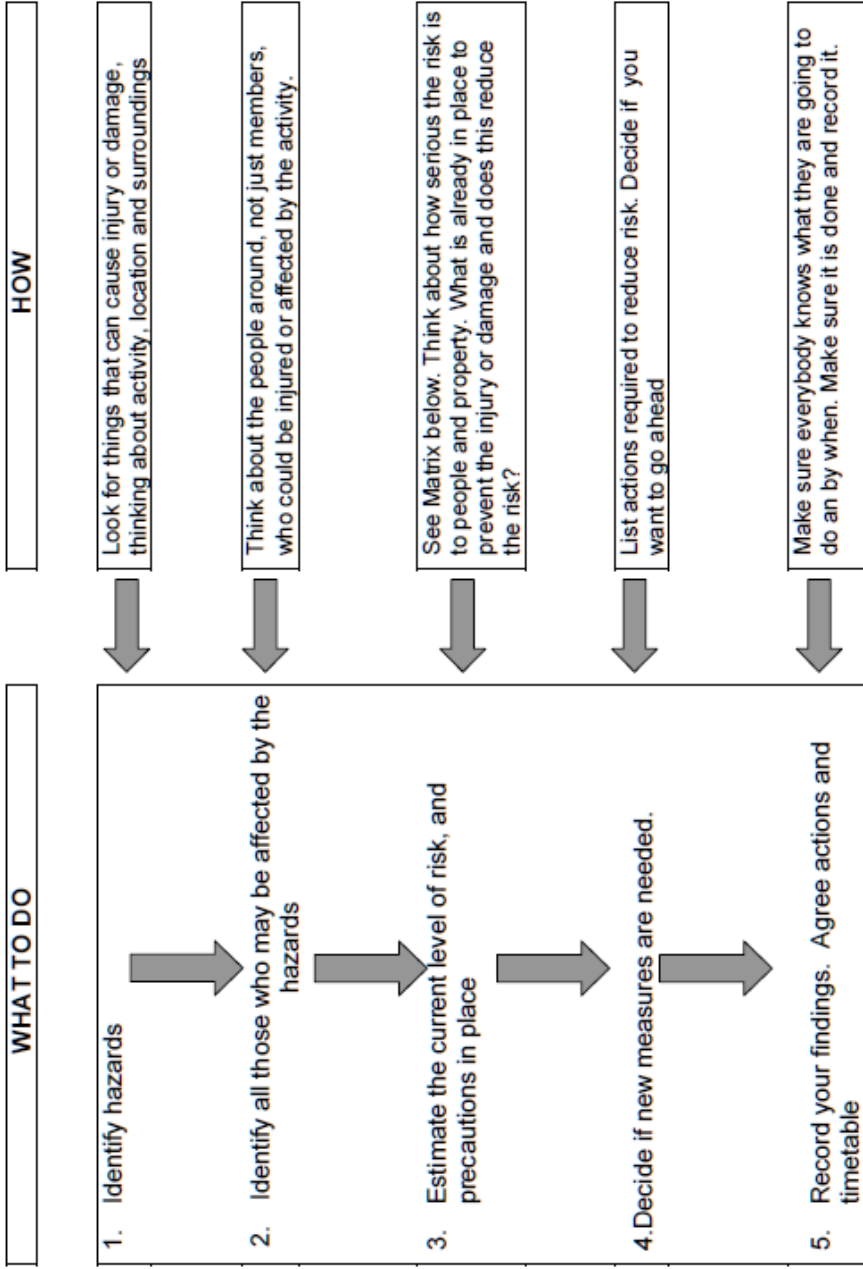 WHAT TO DO
HOW
1. Identify hazards
Look for things that can cause injury or damage,
thinking about activity, location and surroundings
2. Identify all those who may be affected by the
hazards
Think about the people around, not just members,
who could be injured or affected by the activity.
3. Estimate the current level of risk, and
precautions in place
See Matrix below. Think about how serious the risk is
to people and property. What is already in place to
prevent the injury or damage and does this reduce
the risk?
4.Decide if new measures are needed.
List actions required to reduce risk. Decide if you
want to go ahead
5. Record your findings. Agree actions and
timetable
Make sure everybody knows what they are going to
do an by when. Make sure it is done and record it.